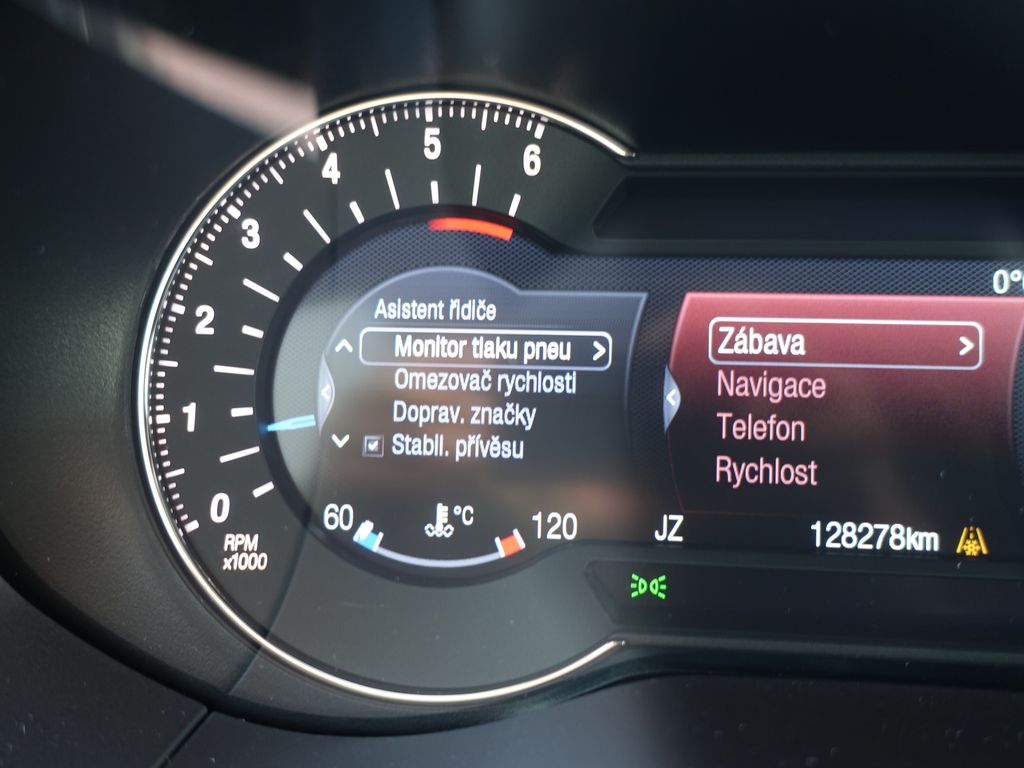 5
4
6
3
2
1
0
RPM
x1000
Asistent řidiče
Monitor tlaku pneu
Omezovač rychlosti
Doprav. značky
Stabil. přívěsu
60
°C
120
0°
Zábava
Navigace
Telefon
Rychlost
JZ
128278km